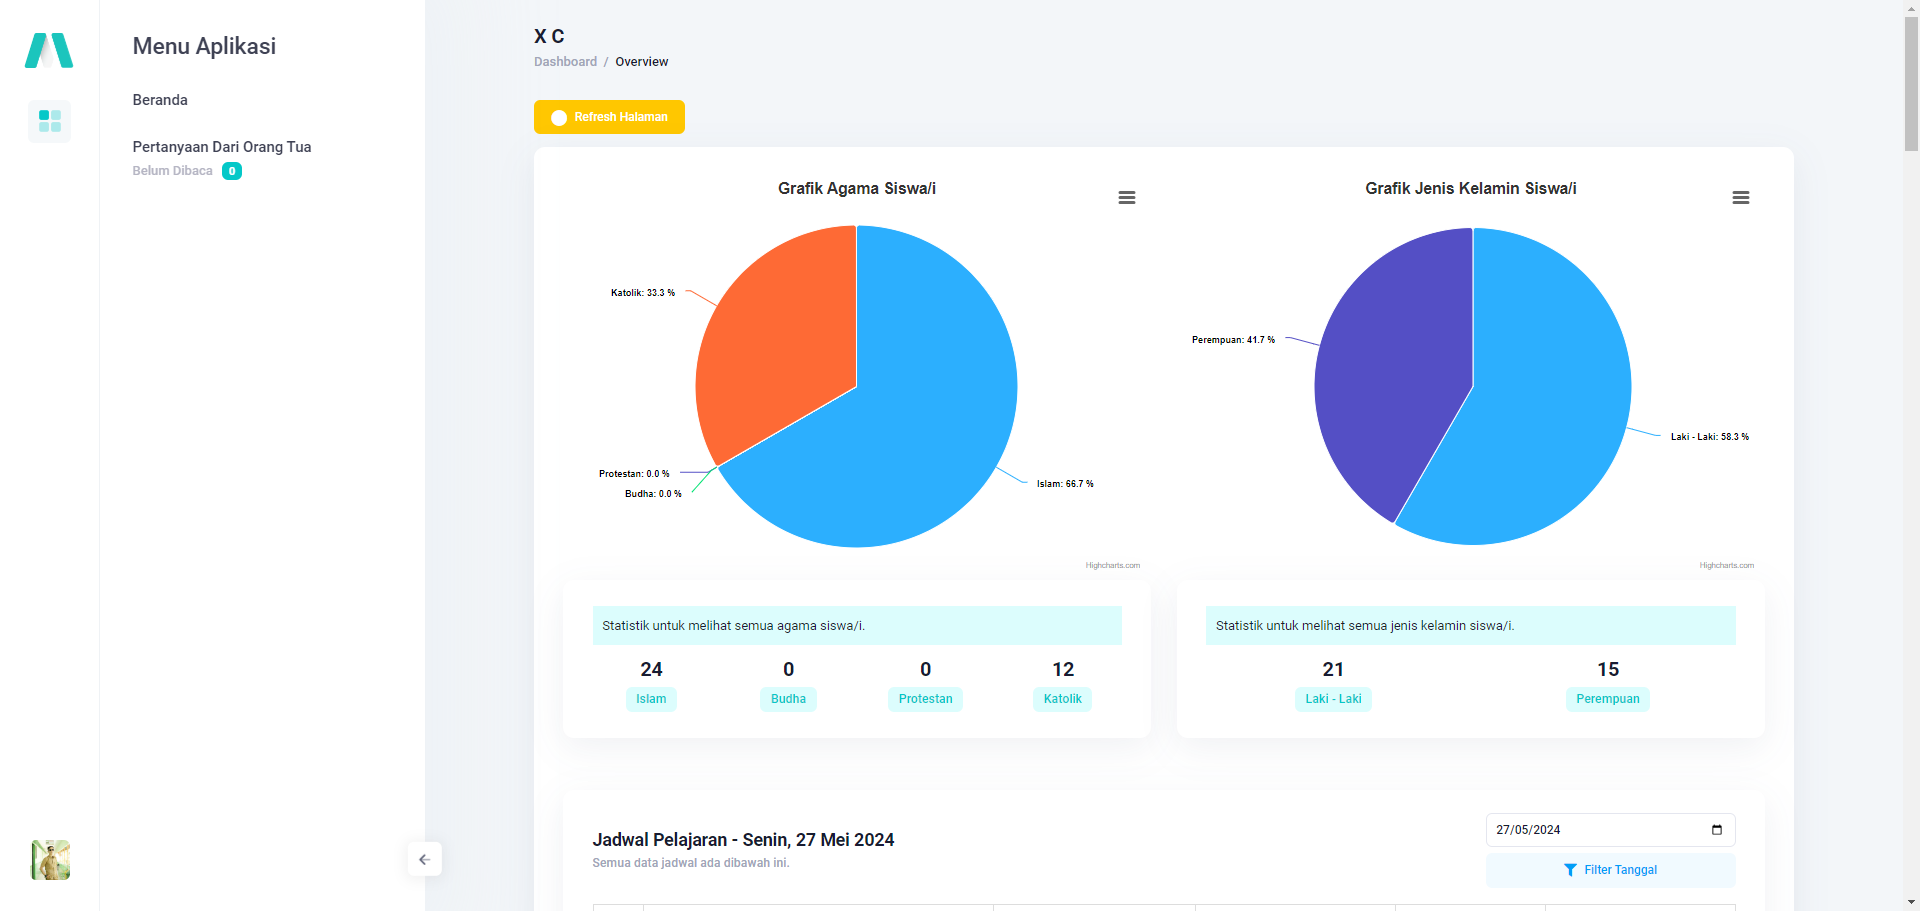 Menu Aplikasi
Beranda
Pertanyaan Dari Orang Tua
Belum Dibaca 0
X C
Dashboard / Overview
Refresh Halaman
Grafik Agama Siswa/i
Katolik: 33.3 %
Protestan: 0.0 %
Budha: 0.0 %
Islam: 66.7 %
Highcharts.com
Grafik Jenis Kelamin Siswa/i
Perempuan: 41.7 %
Laki - Laki: 58.3 %
Highcharts.com
Statistik untuk melihat semua agama siswa/i.
24 0 0 12
Islam Budha Protestan Katolik
Statistik untuk melihat semua jenis kelamin siswa/i.
21 15
Laki - Laki Perempuan
Jadwal Pelajaran - Senin, 27 Mei 2024
Semua data jadwal ada dibawah ini.
27/05/2024
Filter Tanggal